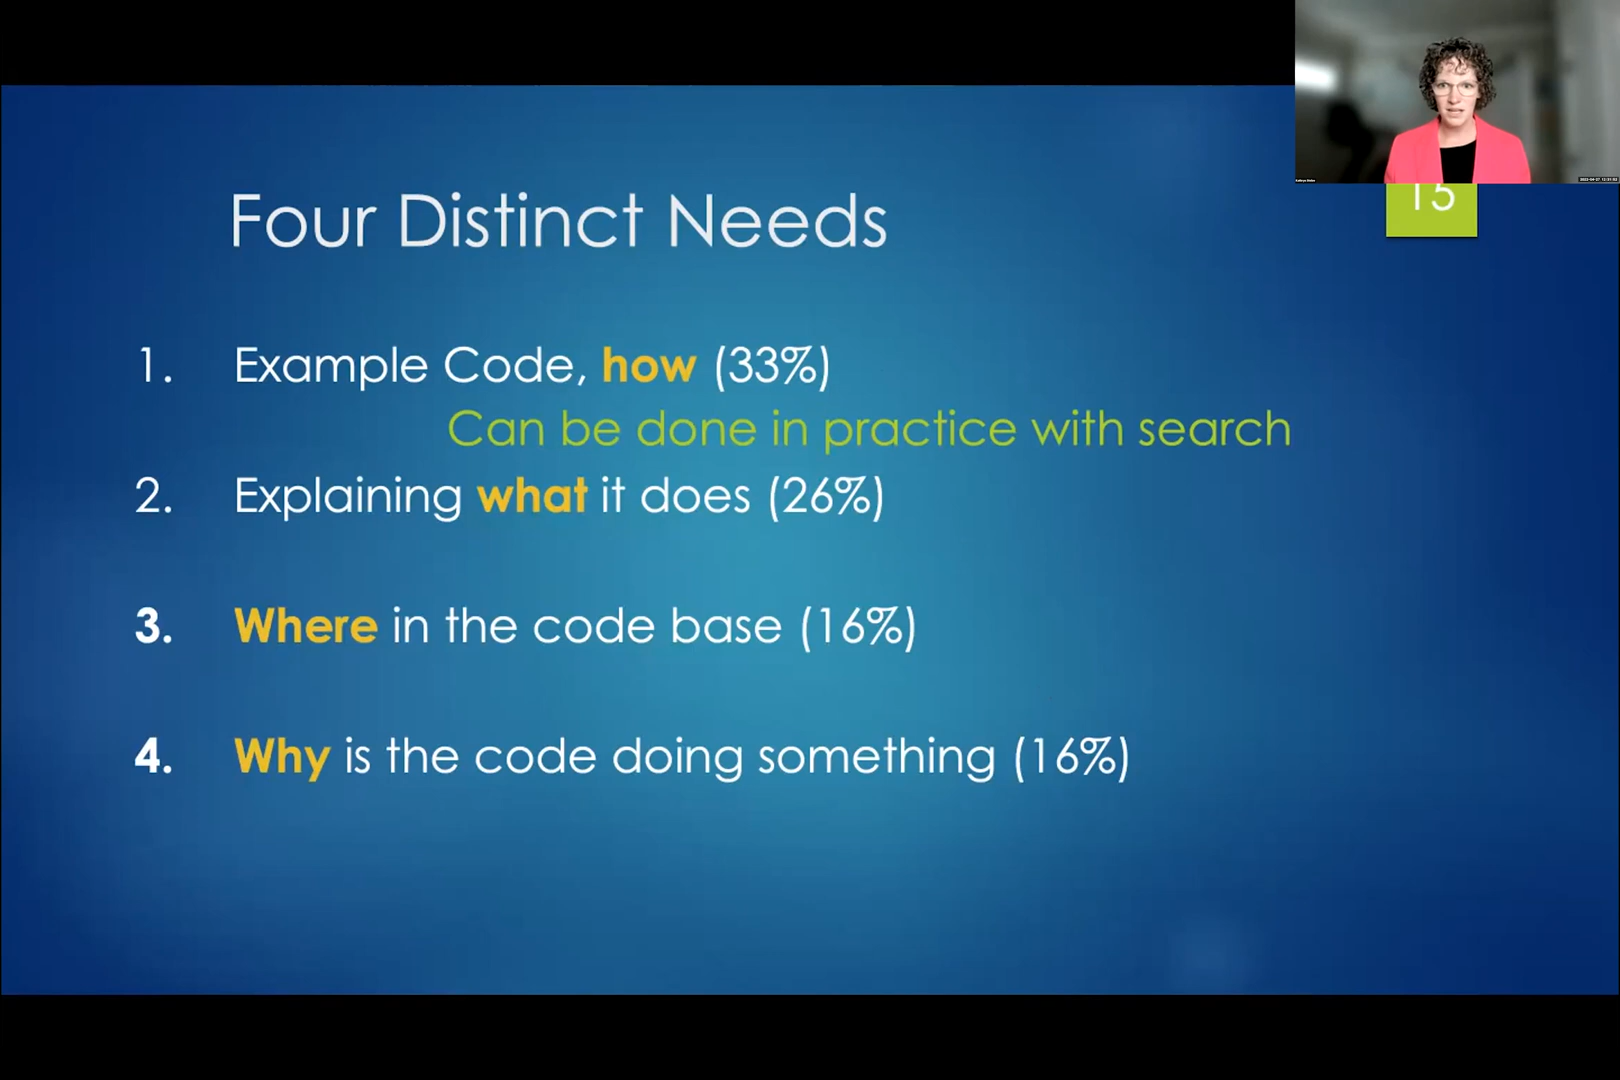 15
Four Distinct Needs
1. Example Code, how (33%)
Can be done in practice with search
2. Explaining what it does (26%)
3. Where in the code base (16%)
4. Why is the code doing something (16%)